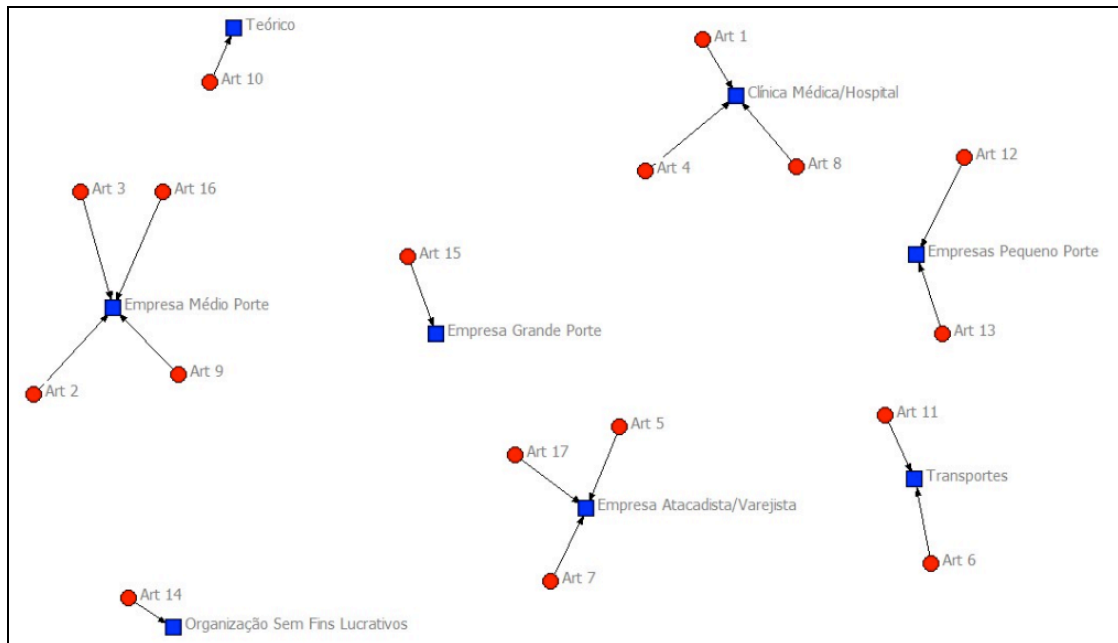 Teórico
Art 10
Art 1
Clínica Médica/Hospital
Art 4
Art 8
Art 12
Art 3
Art 16
Art 15
Empresas Pequeno Porte
Empresa Médio Porte
Empresa Grande Porte
Art 13
Art 9
Art 2
Art 5
Art 11
Art 17
Transportes
Empresa Atacadista/Varejista
Art 7
Art 6
Art 14
Organização Sem Fins Lucrativos